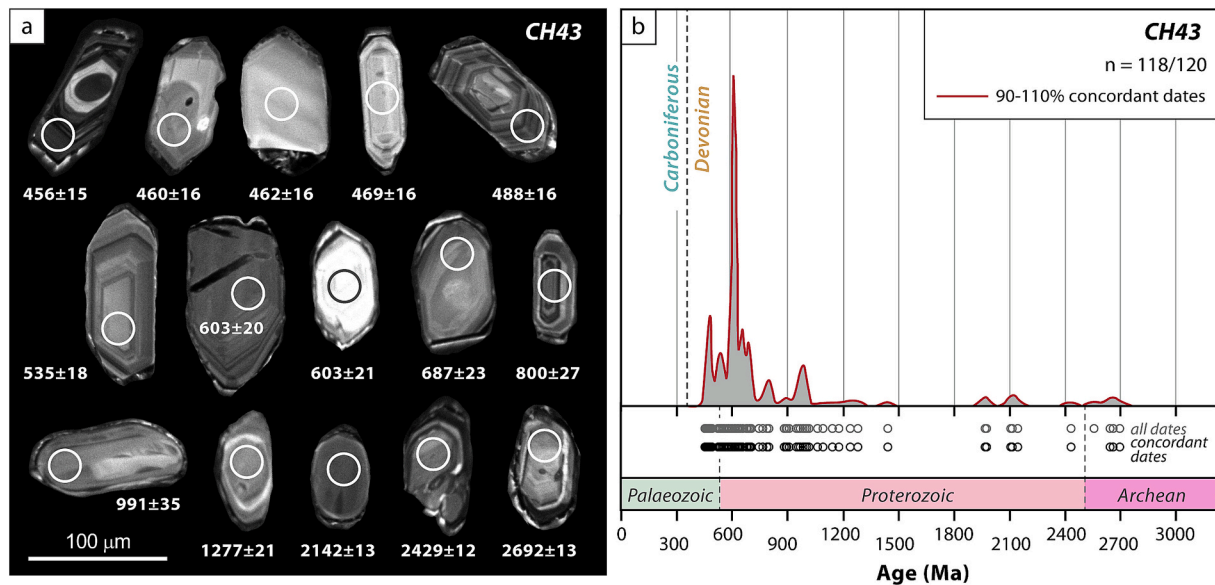 a
CH43
456±15
460±16
462±16
469±16
488±16
535±18
603±20
603±21
687±23
800±27
991±35
1277±21
2142±13
2429±12
2692±13
100 μm
b
CH43
n = 118/120
90-110% concordant dates
Carboniferous
Devonian
all dates
concordant
dates
Palaeozoic
Proterozoic
Archean
0 300 600 900 1200 1500 1800 2100 2400 2700 3000
Age (Ma)